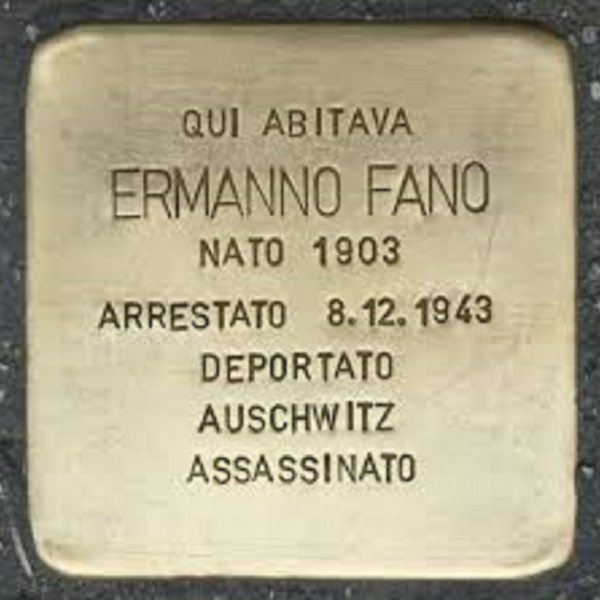 QUI ABITAVA
ERMANNO FANO
NATO 1903
ARRESTATO 8.12.1943
DEPORTATO
AUSCHWITZ
ASSASSINATO